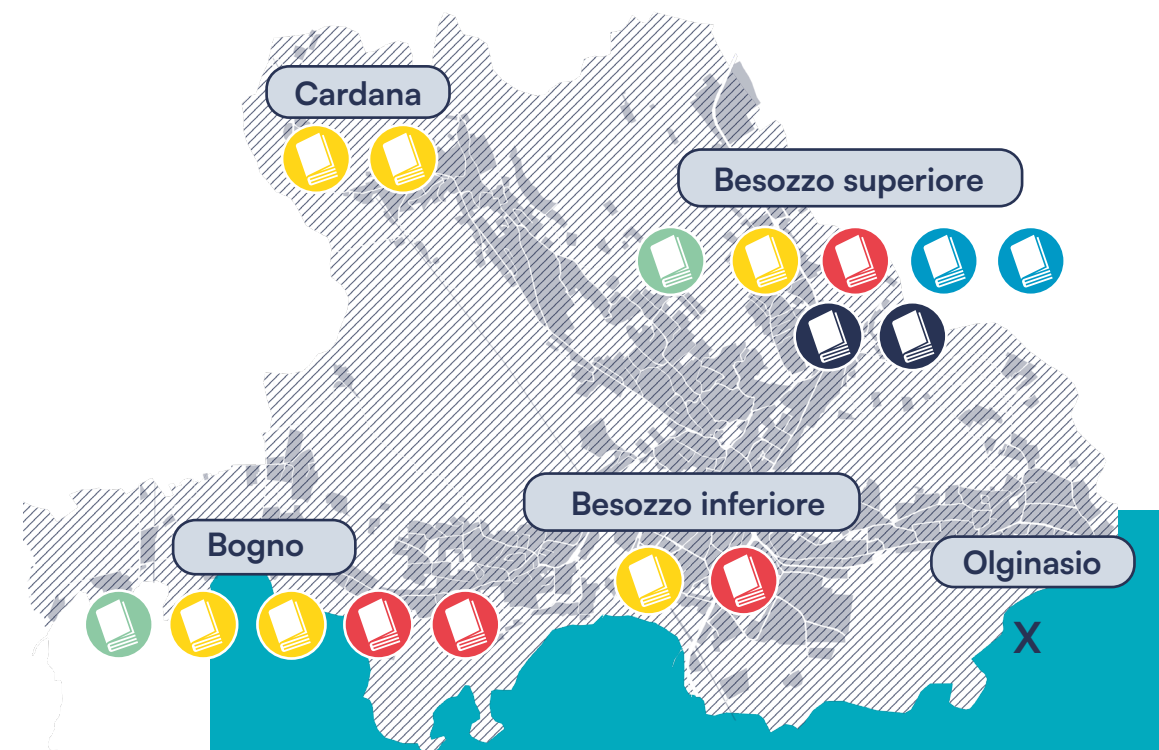 Cardana
Besozzo superiore
Besozzo inferiore
Bogno
Olginasio
X